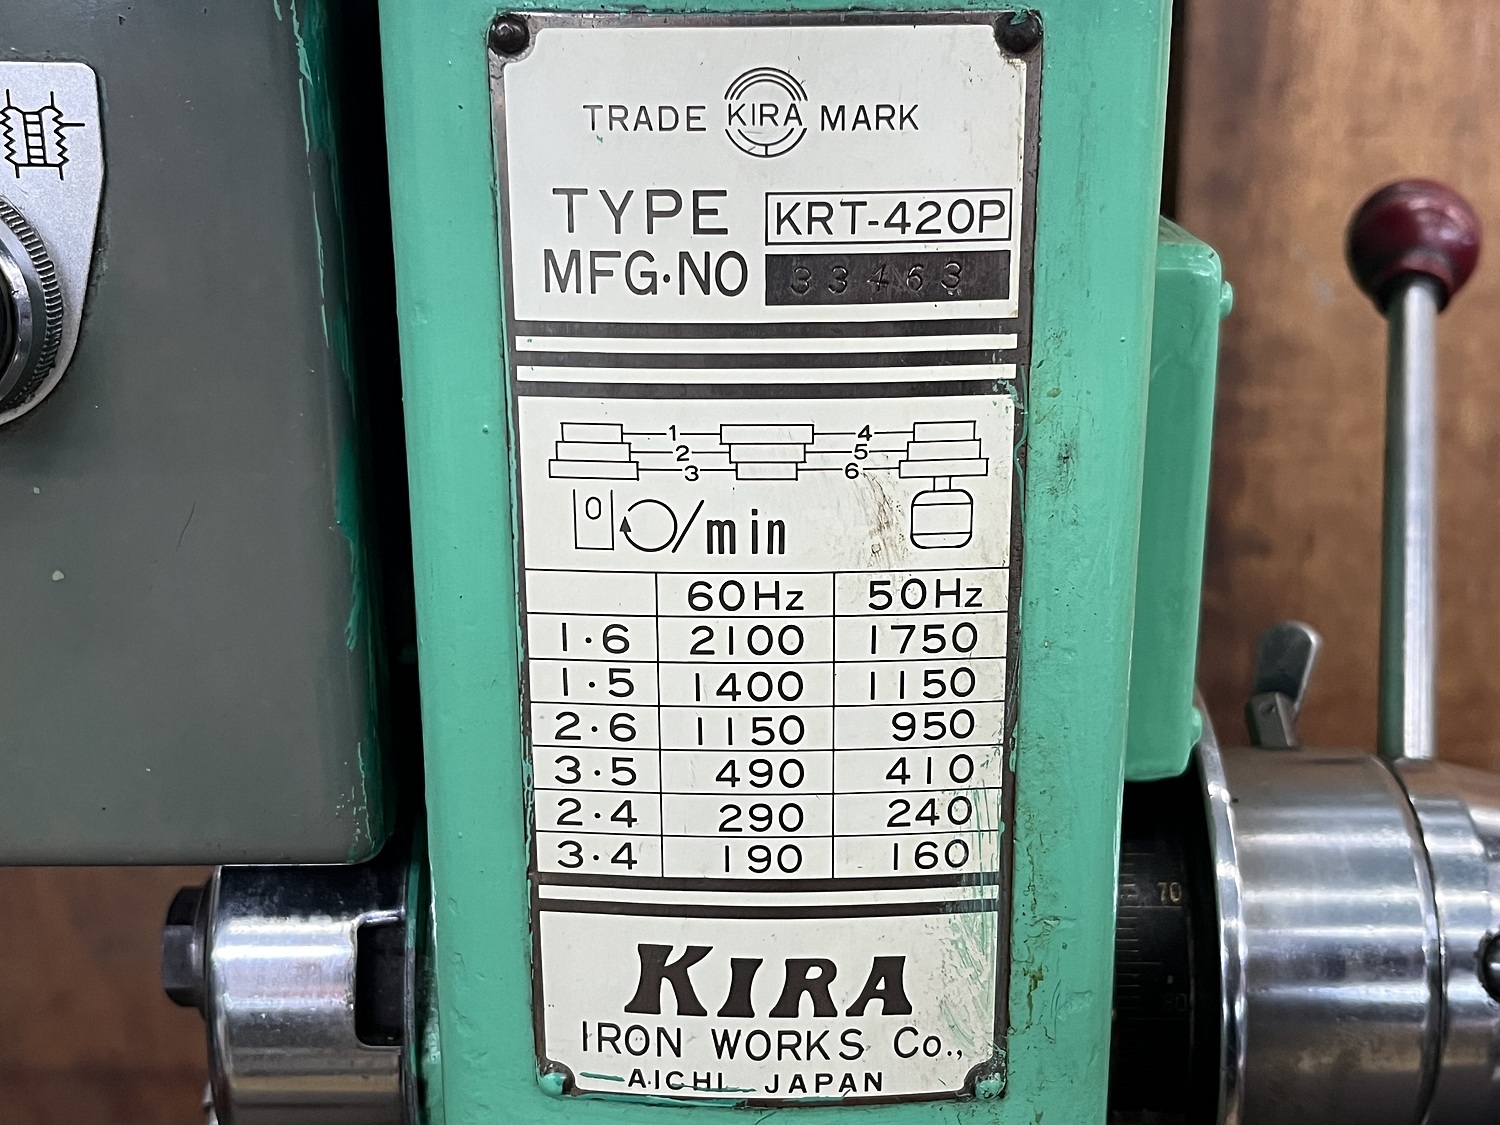 TRADE KIRA MARK
TYPE KRT-420P
MFG·NO 33463
1 4
2 5
3 6
0 /min
60Hz 50Hz
1·6 2100 1750
1·5 1400 1150
2·6 1150 950
3·5 490 410
2·4 290 240
3·4 190 160
KIRA
IRON WORKS Co.,
AICHI JAPAN
70